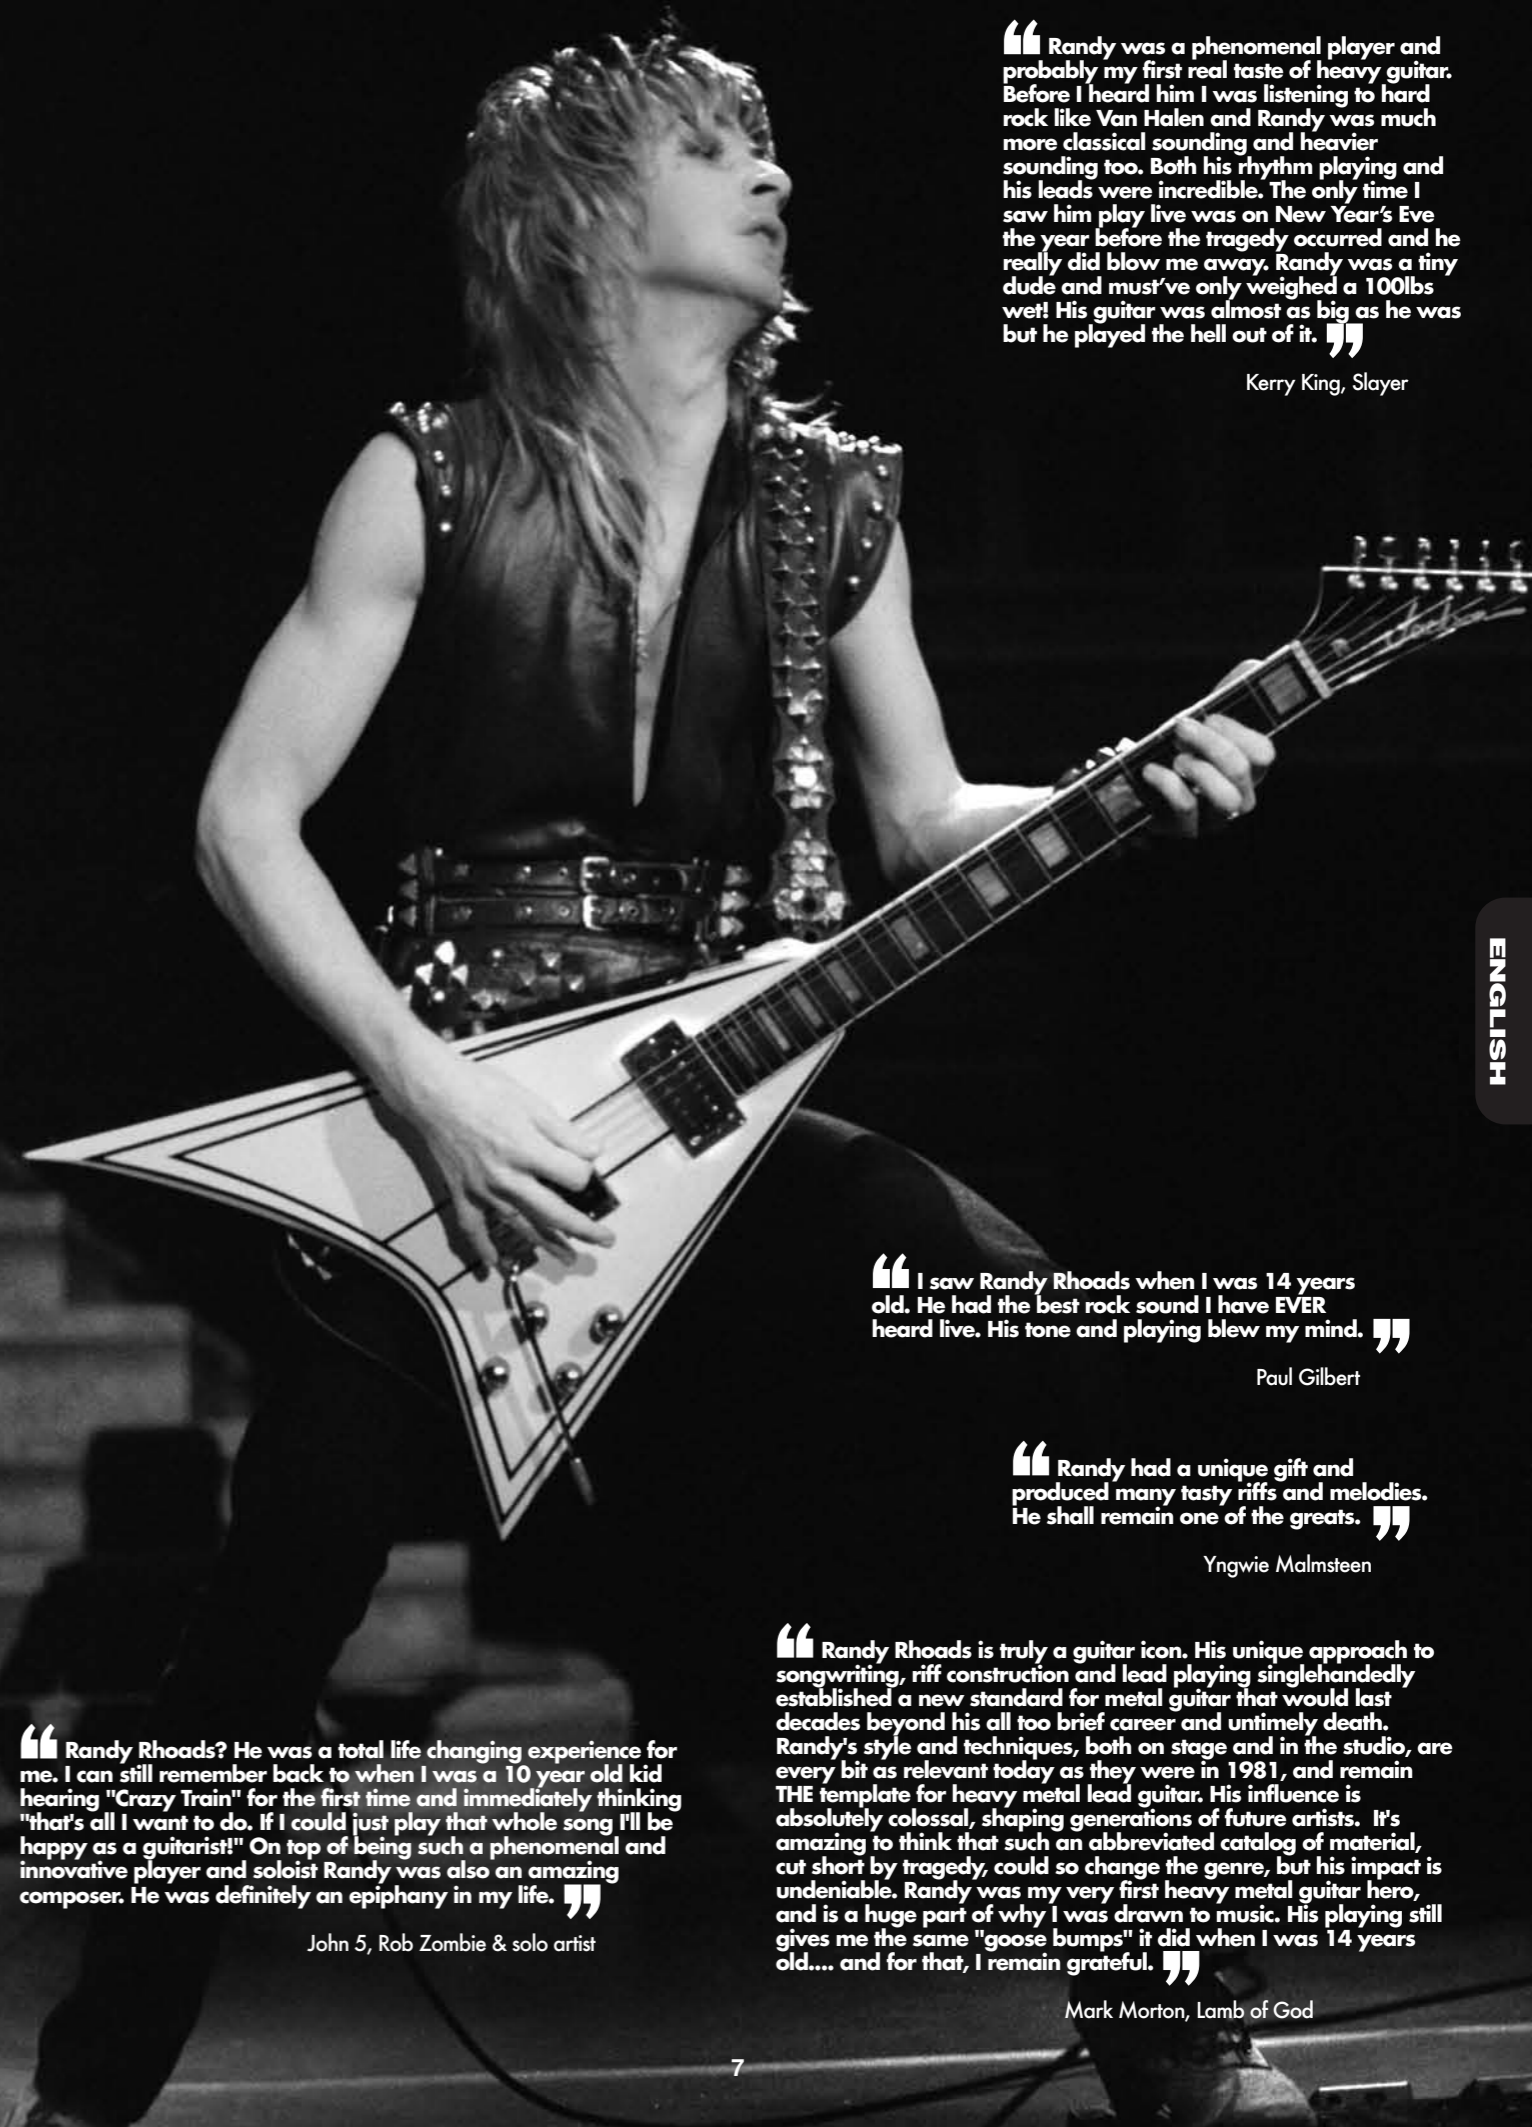 “ Randy was a phenomenal player and
probably my first real taste of heavy guitar.
Before I heard him I was listening to hard
rock like Van Halen and Randy was much
more classical sounding and heavier
sounding too. Both his rhythm playing and
his leads were incredible. The only time I
saw him play live was on New Year’s Eve
the year before the tragedy occurred and he
really did blow me away. Randy was a tiny
dude and must’ve only weighed a 100lbs
wet! His guitar was almost as big as he was
but he played the hell out of it. ”
Kerry King, Slayer
Jackson
ENGLISH
“ I saw Randy Rhoads when I was 14 years
old. He had the best rock sound I have EVER
heard live. His tone and playing blew my mind. ”
Paul Gilbert
“ Randy had a unique gift and
produced many tasty riffs and melodies.
He shall remain one of the greats. ”
Yngwie Malmsteen
“ Randy Rhoads is truly a guitar icon. His unique approach to
songwriting, riff construction and lead playing singlehandedly
established a new standard for metal guitar that would last
decades beyond his all too brief career and untimely death.
Randy's style and techniques, both on stage and in the studio, are
every bit as relevant today as they were in 1981, and remain
THE template for heavy metal lead guitar. His influence is
absolutely colossal, shaping generations of future artists.  It's
amazing to think that such an abbreviated catalog of material,
cut short by tragedy, could so change the genre, but his impact is
undeniable. Randy was my very first heavy metal guitar hero,
and is a huge part of why I was drawn to music. His playing still
gives me the same "goose bumps" it did when I was 14 years
old.... and for that, I remain grateful. ”
Mark Morton, Lamb of God
“ Randy Rhoads? He was a total life changing experience for
me. I can still remember back to when I was a 10 year old kid
hearing "Crazy Train" for the first time and immediately thinking
"that's all I want to do. If I could just play that whole song I'll be
happy as a guitarist!" On top of being such a phenomenal and
innovative player and soloist Randy was also an amazing
composer. He was definitely an epiphany in my life. ”
John 5, Rob Zombie & solo artist
7